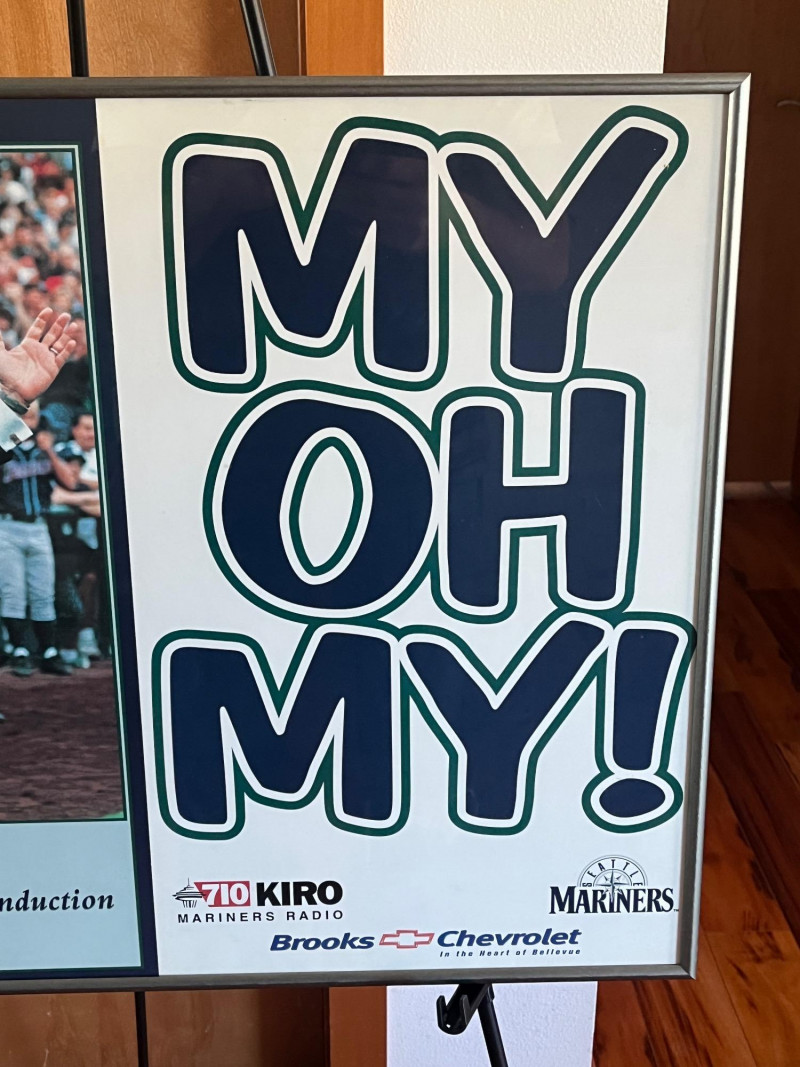 MY
OH
MY!
nduction
710 KIRO
MARINERS RADIO
SEATTLE
MARINERS
Brooks Chevrolet
In the Heart of Bellevue